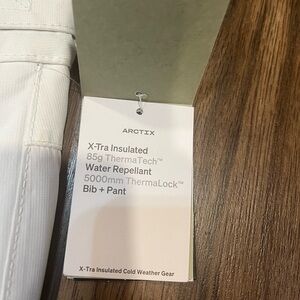 ARCTIX
X-Tra Insulated
85g ThermaTech™
Water Repellant
5000mm ThermaLock™
Bib + Pant
X-Tra Insulated Cold Weather Gear